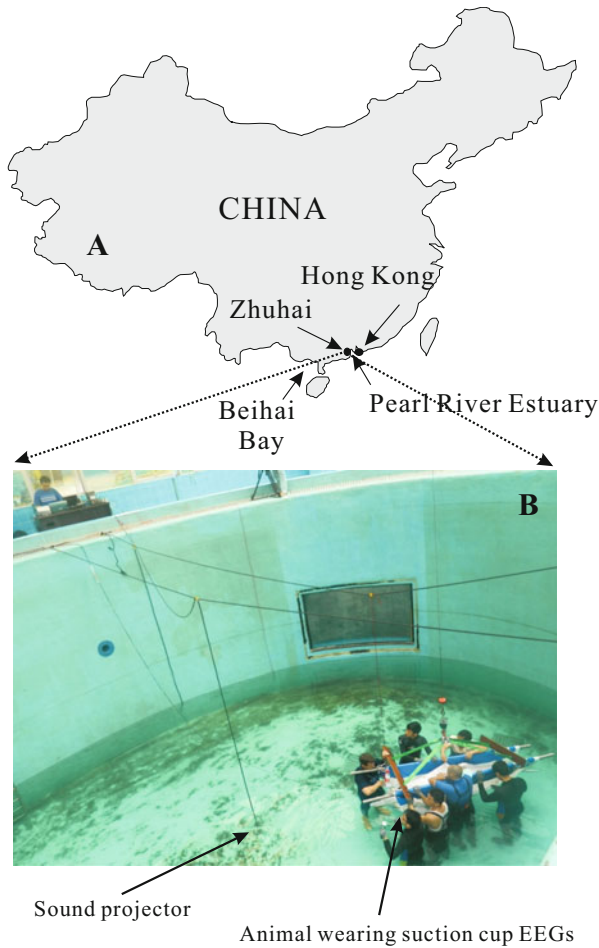 CHINA
A
Hong Kong
Zhuhai
Beihai
Bay
Pearl River Estuary
B
Sound projector
Animal wearing suction cup EEGs